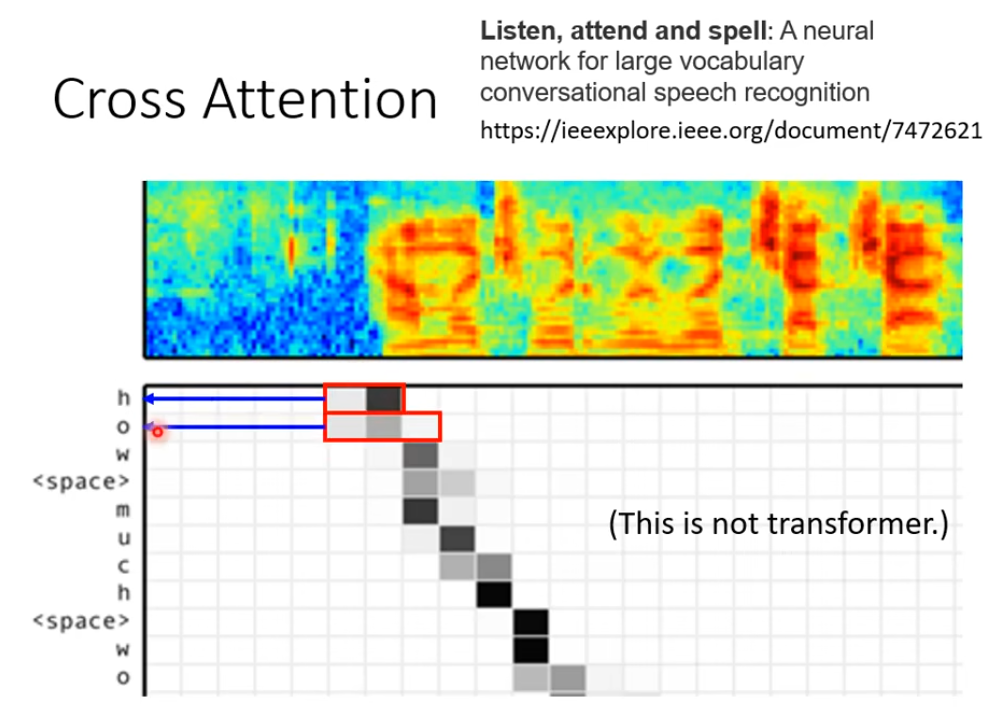 Cross Attention
Listen, attend and spell: A neural
network for large vocabulary
conversational speech recognition
https://ieeexplore.ieee.org/document/7472621
h
o
w
<space>
m
u
c
h
<space>
w
o
(This is not transformer.)